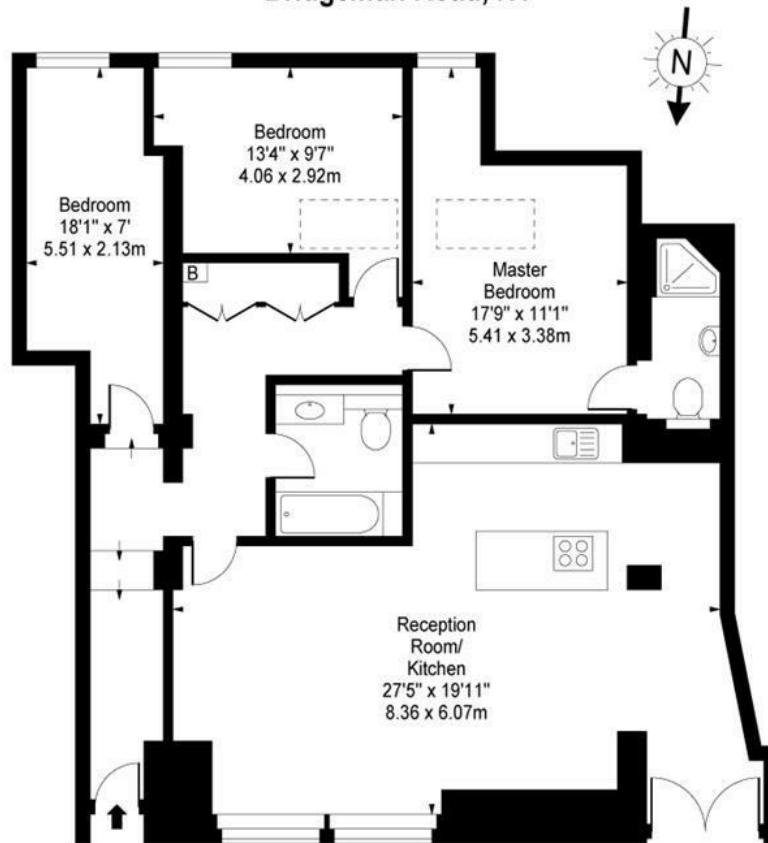 N
Bedroom
13'4" x 9'7"
4.06 x 2.92m
Bedroom
18'1" x 7'
5.51 x 2.13m
B
Master
Bedroom
17'9" x 11'1"
5.41 x 3.38m
Reception
Room/
Kitchen
27'5" x 19'11"
8.36 x 6.07m